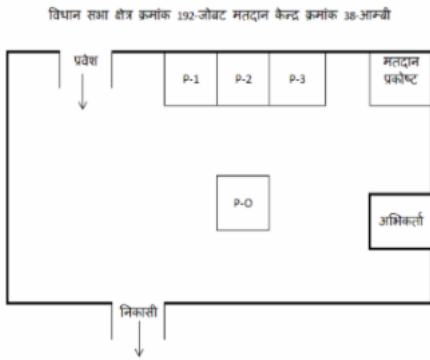 विधान सभा क्षेत्र क्रमांक 192-जोबट मतदान केन्द्र क्रमांक 38-आम्बी
प्रवेश
P-1
P-2
P-3
मतदान
प्रकोष्ट
P-O
अभिकर्ता
निकासी